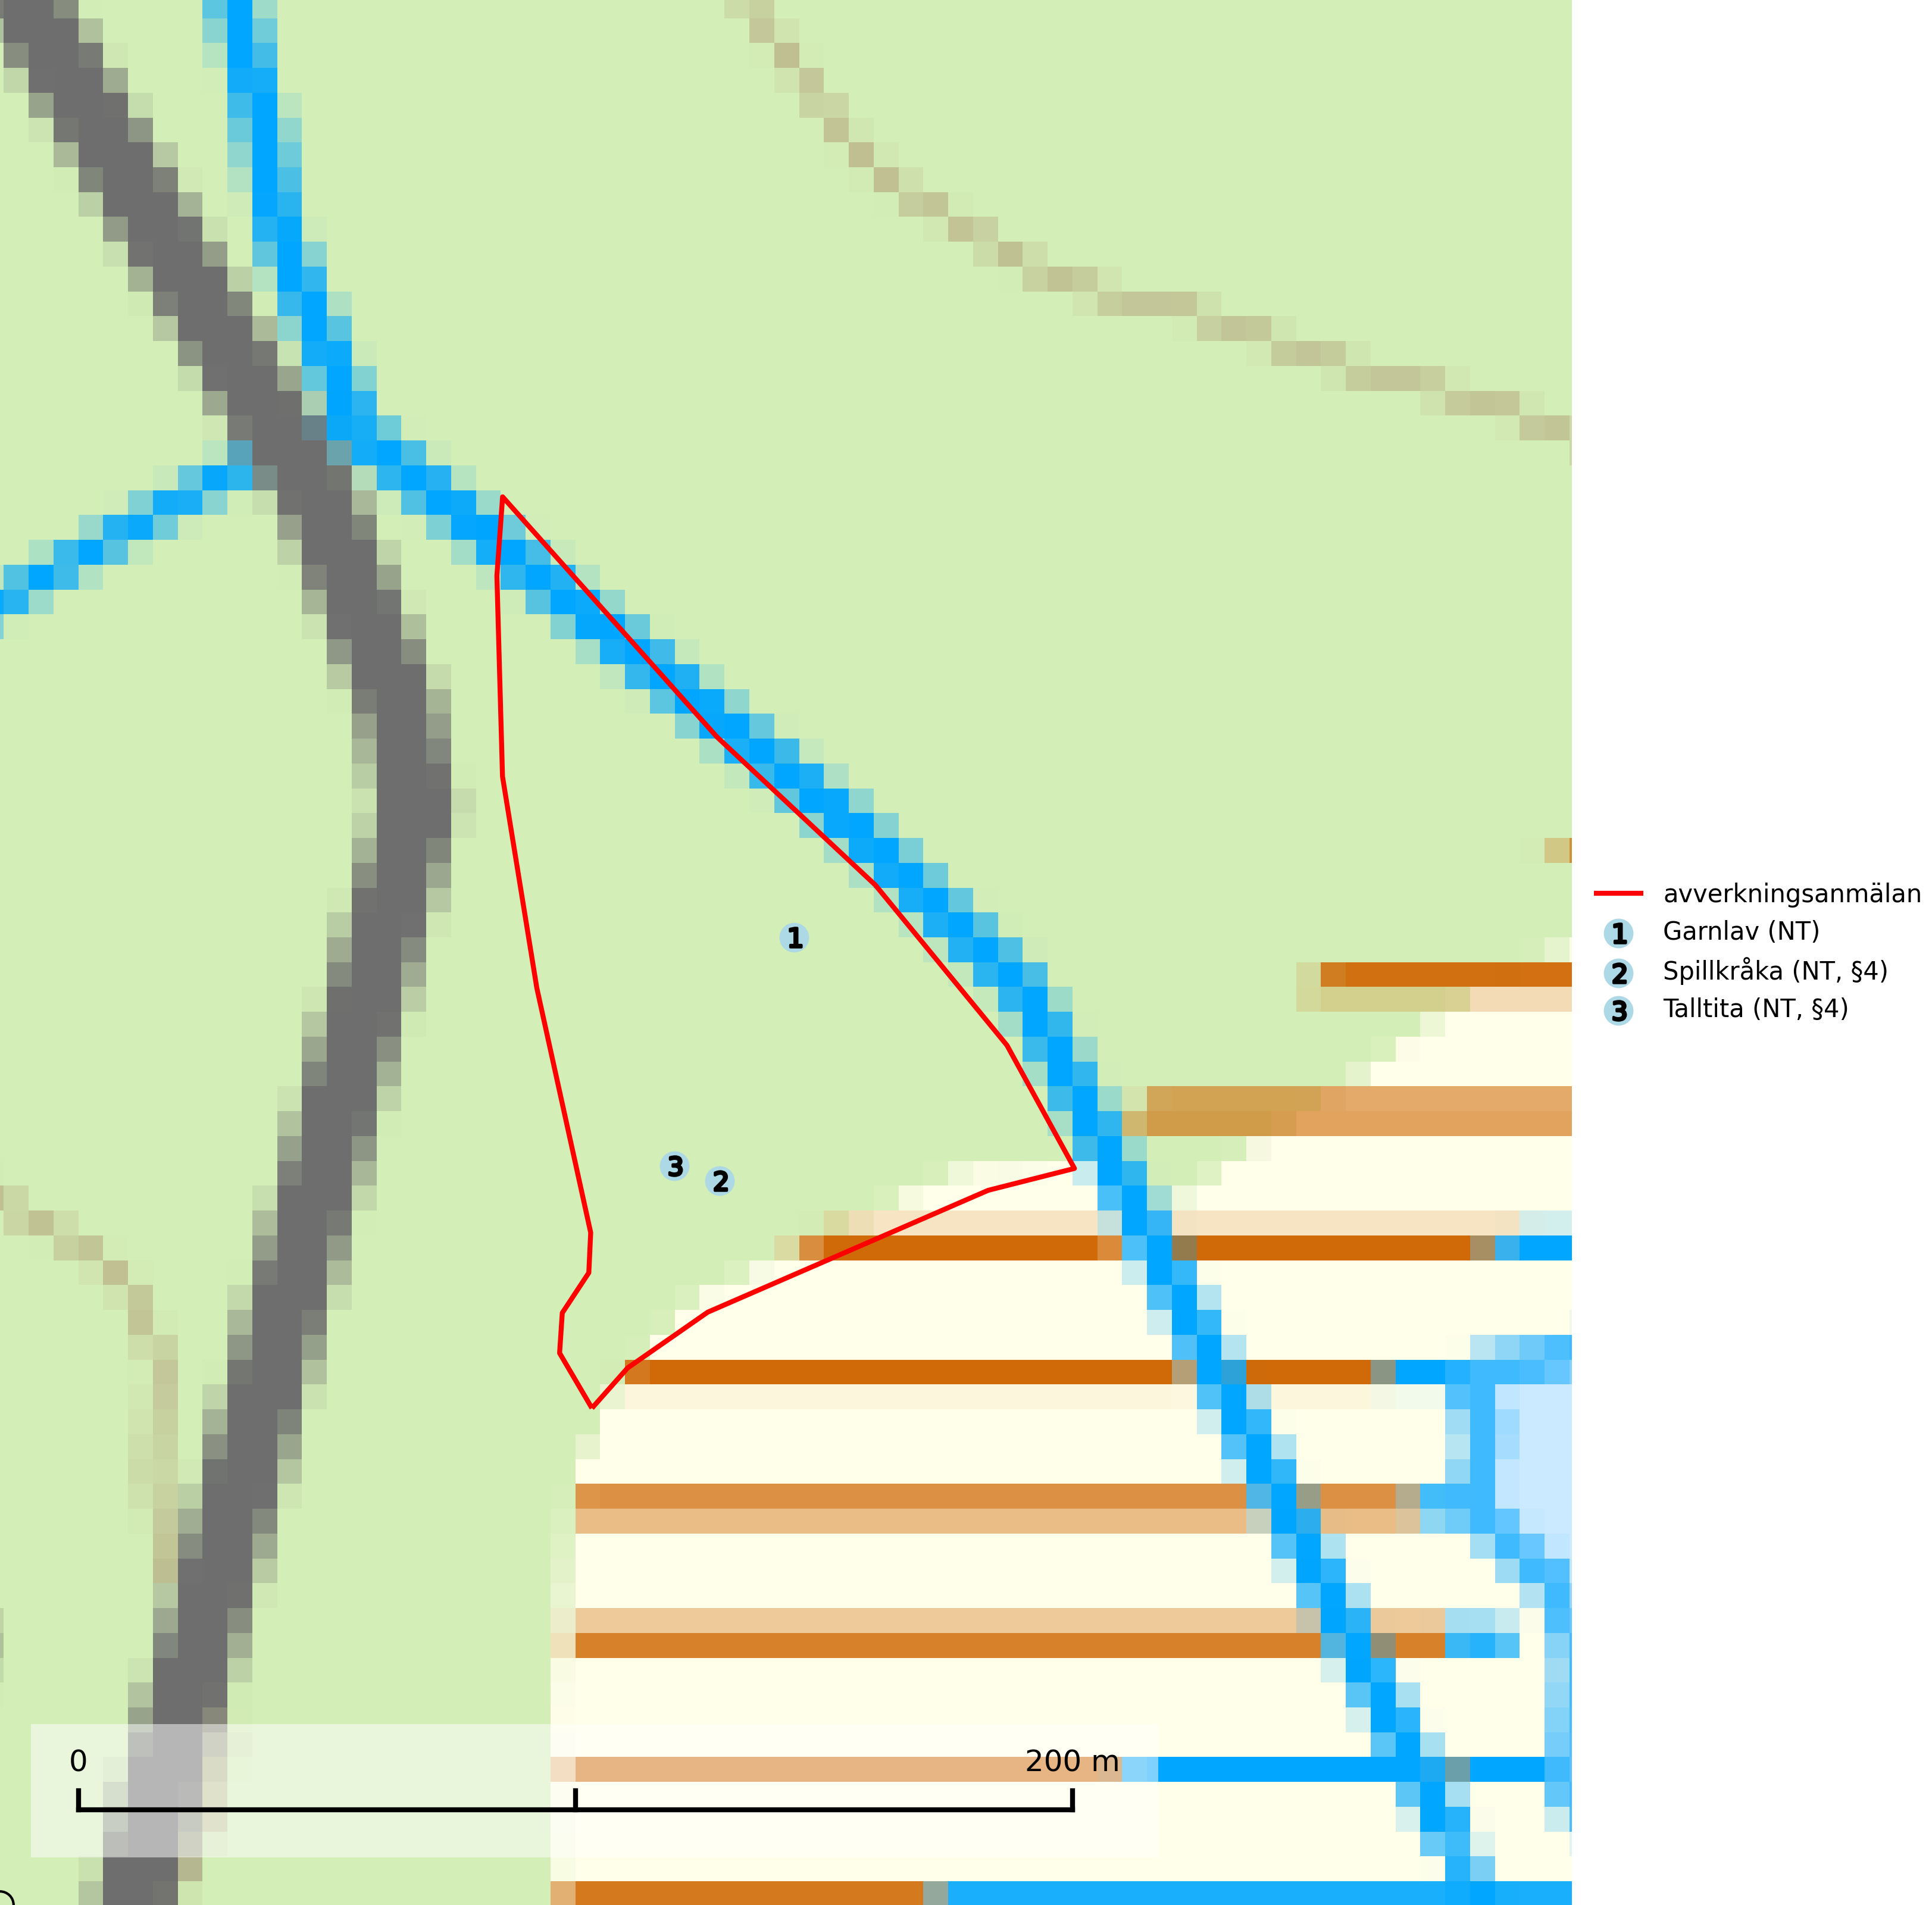 1
3
2
0 200 m
avverkningsanmälan
1 Garnlav (NT)
2 Spillkråka (NT, §4)
3 Talltita (NT, §4)